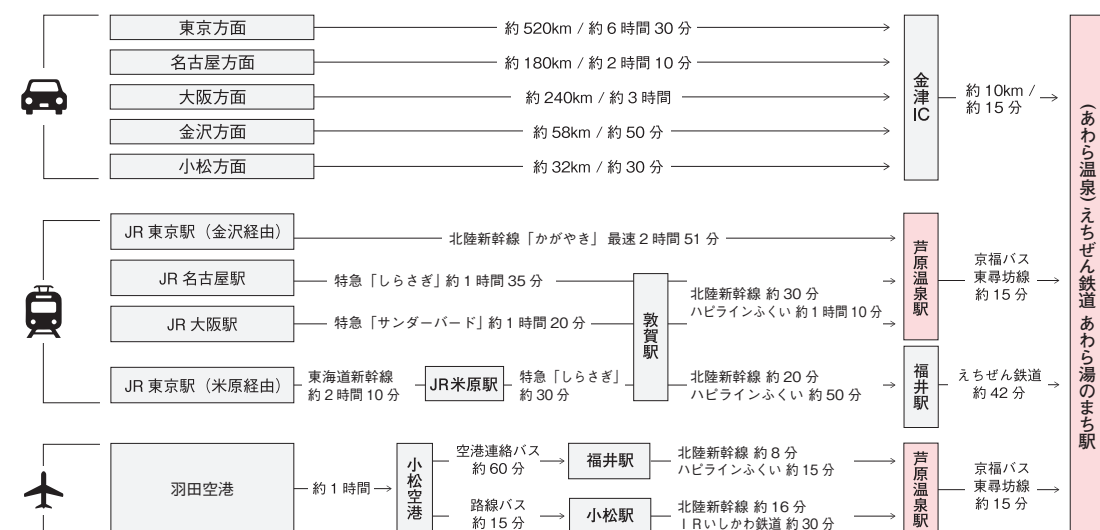 東京方面
約 520km / 約 6 時間 30 分
名古屋方面
約 180km / 約 2 時間 10 分
大阪方面
約 240km / 約 3 時間
金沢方面
約 58km / 約 50 分
小松方面
約 32km / 約 30 分
金津IC
約 10km /
約 15 分
JR 東京駅（金沢経由）
北陸新幹線「かがやき」 最速 2 時間 51 分
JR 名古屋駅
特急「しらさぎ」約 1 時間 35 分
JR 大阪駅
特急「サンダーバード」約 1 時間 20 分
敦賀駅
北陸新幹線 約 30 分
ハピラインふくい 約 1 時間 10 分
芦原温泉駅
京福バス
東尋坊線
約 15 分
JR 東京駅（米原経由）
東海道新幹線
約 2 時間 10 分
JR米原駅
特急「しらさぎ」
約 30 分
北陸新幹線 約 20 分
ハピラインふくい 約 50 分
福井駅
えちぜん鉄道
約 42 分
羽田空港
約 1 時間
小松空港
空港連絡バス
約 60 分
福井駅
北陸新幹線 約 8 分
ハピラインふくい 約 15 分
路線バス
約 15 分
小松駅
北陸新幹線 約 16 分
IRいしかわ鉄道 約 30 分
芦原温泉駅
京福バス
東尋坊線
約 15 分
（あわら温泉）えちぜん鉄道 あわら湯のまち駅